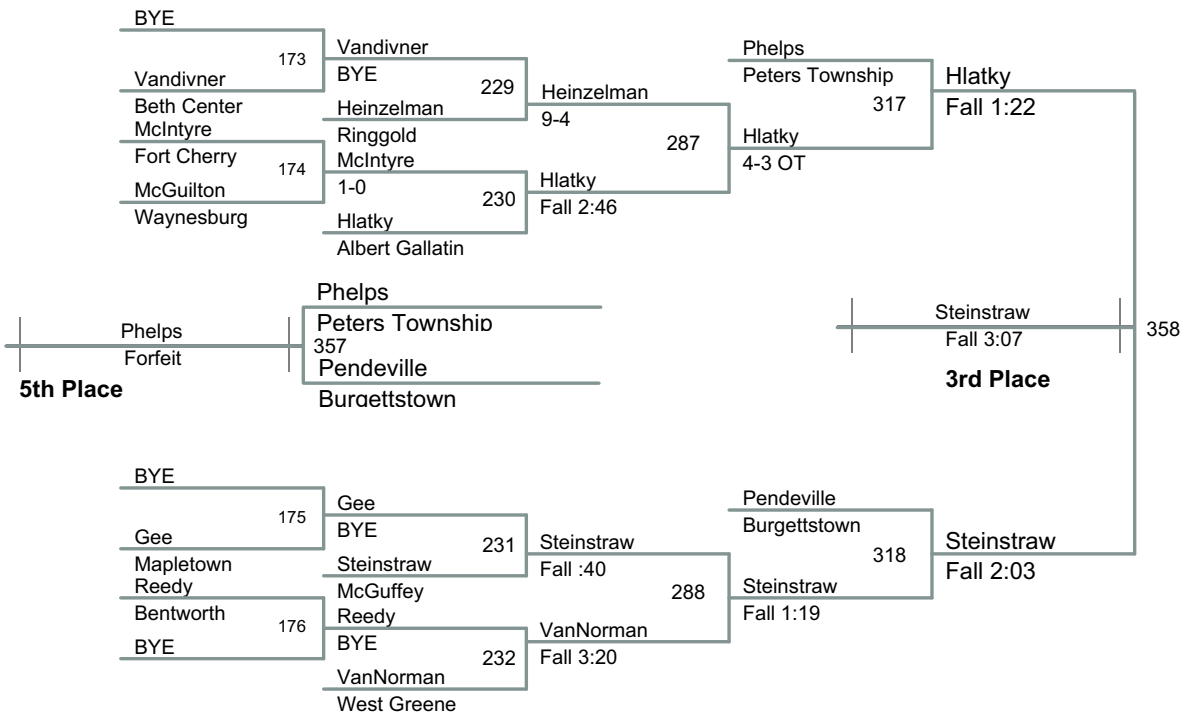 BYE
173
Vandivner
Beth Center
McIntyre
Fort Cherry
174
McGuilton
Waynesburg
Vandivner
BYE
229
Heinzelman
Ringgold
McIntyre
1-0
230
Hlatky
Albert Gallatin
Heinzelman
9-4
287
Hlatky
Fall 2:46
Phelps
Peters Township
317
Hlatky
4-3 OT
Hlatky
Fall 1:22
Phelps
Forfeit
5th Place
Phelps
Peters Township
357
Pendeville
Burgettstown
Steinstraw
Fall 3:07
358
3rd Place
BYE
175
Gee
Mapletown
Reedy
Bentworth
176
BYE
Gee
BYE
231
Steinstraw
McGuffey
Reedy
BYE
232
VanNorman
West Greene
Steinstraw
Fall :40
288
VanNorman
Fall 3:20
Pendeville
Burgettstown
318
Steinstraw
Fall 1:19
Steinstraw
Fall 2:03